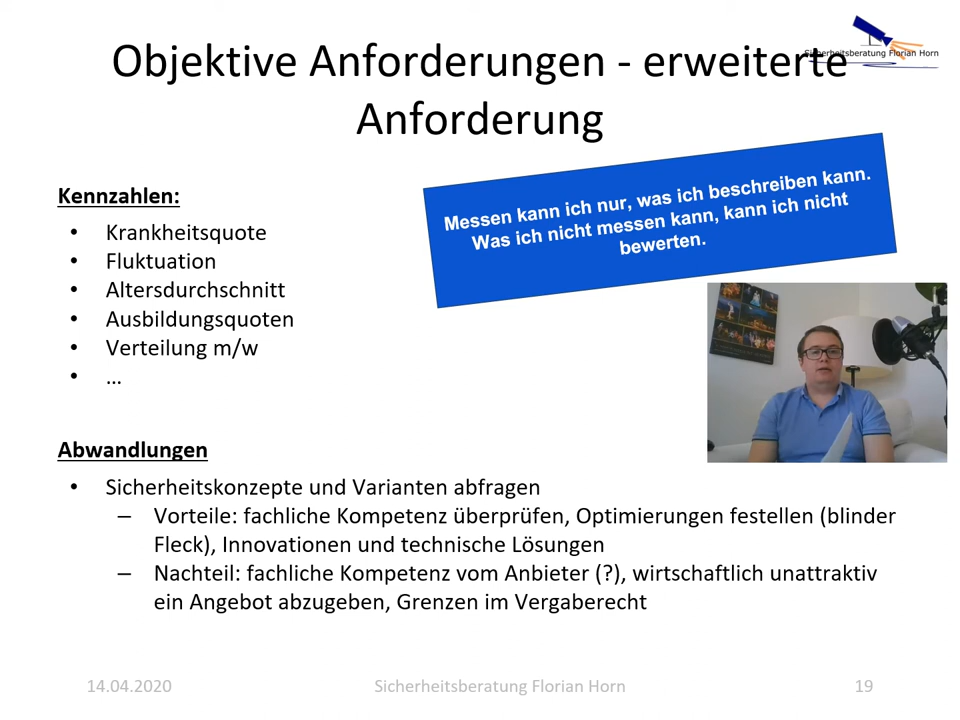 Sicherheitsberatung Florian Horn
Objektive Anforderungen - erweiterte
Anforderung
Messen kann ich nur, was ich beschreiben kann.
Was ich nicht messen kann, kann ich nicht
bewerten.
Kennzahlen:
• Krankheitsquote
• Fluktuation
• Altersdurchschnitt
• Ausbildungsquoten
• Verteilung m/w
• …
Abwandlungen
• Sicherheitskonzepte und Varianten abfragen
– Vorteile: fachliche Kompetenz überprüfen, Optimierungen festellen (blinder
Fleck), Innovationen und technische Lösungen
– Nachteil: fachliche Kompetenz vom Anbieter (?), wirtschaftlich unattraktiv
ein Angebot abzugeben, Grenzen im Vergaberecht
14.04.2020
Sicherheitsberatung Florian Horn
19